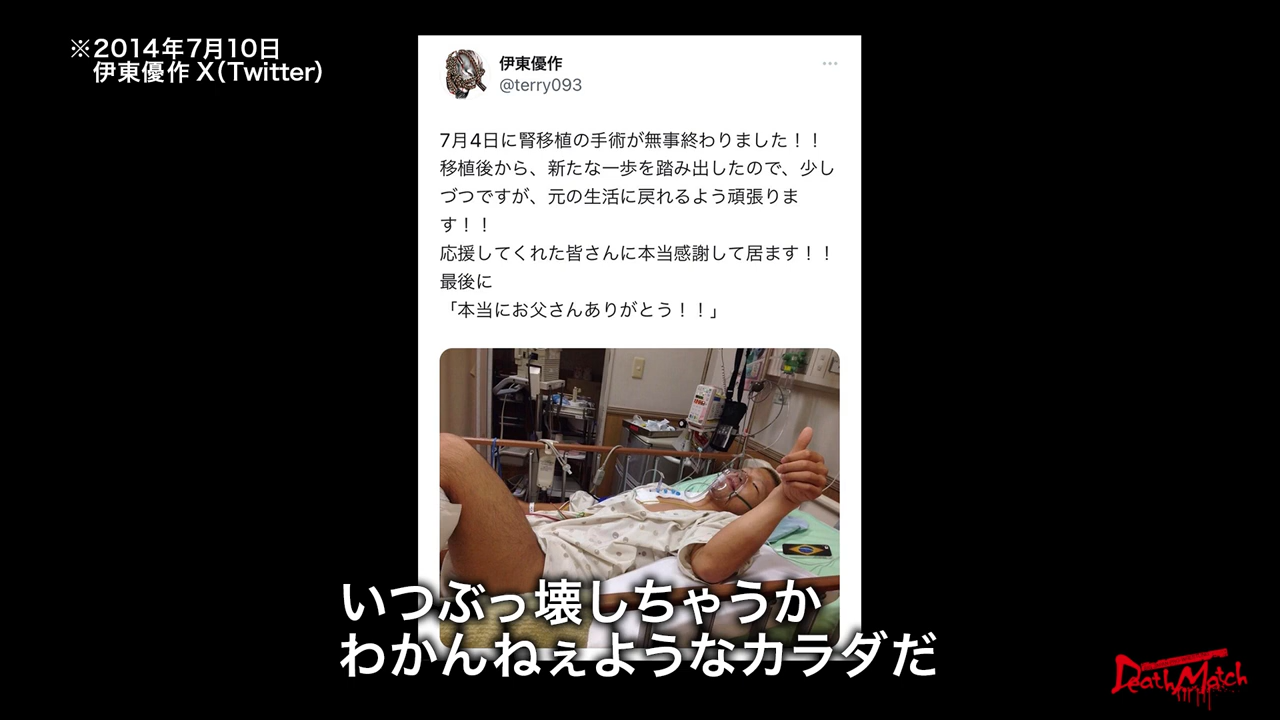 ※2014年7月10日
伊東優作 X(Twitter)
伊東優作
@terry093
7月4日に腎移植の手術が無事終わりました！！
移植後から、新たな一歩を踏み出したので、少し
づつですが、元の生活に戻れるよう頑張りま
す！！
応援してくれた皆さんに本当感謝して居ます！！
最後に
「本当にお父さんありがとう！！」
いつぶっ壊しちゃうか
わかんねぇようなカラダだ
DeathMatch